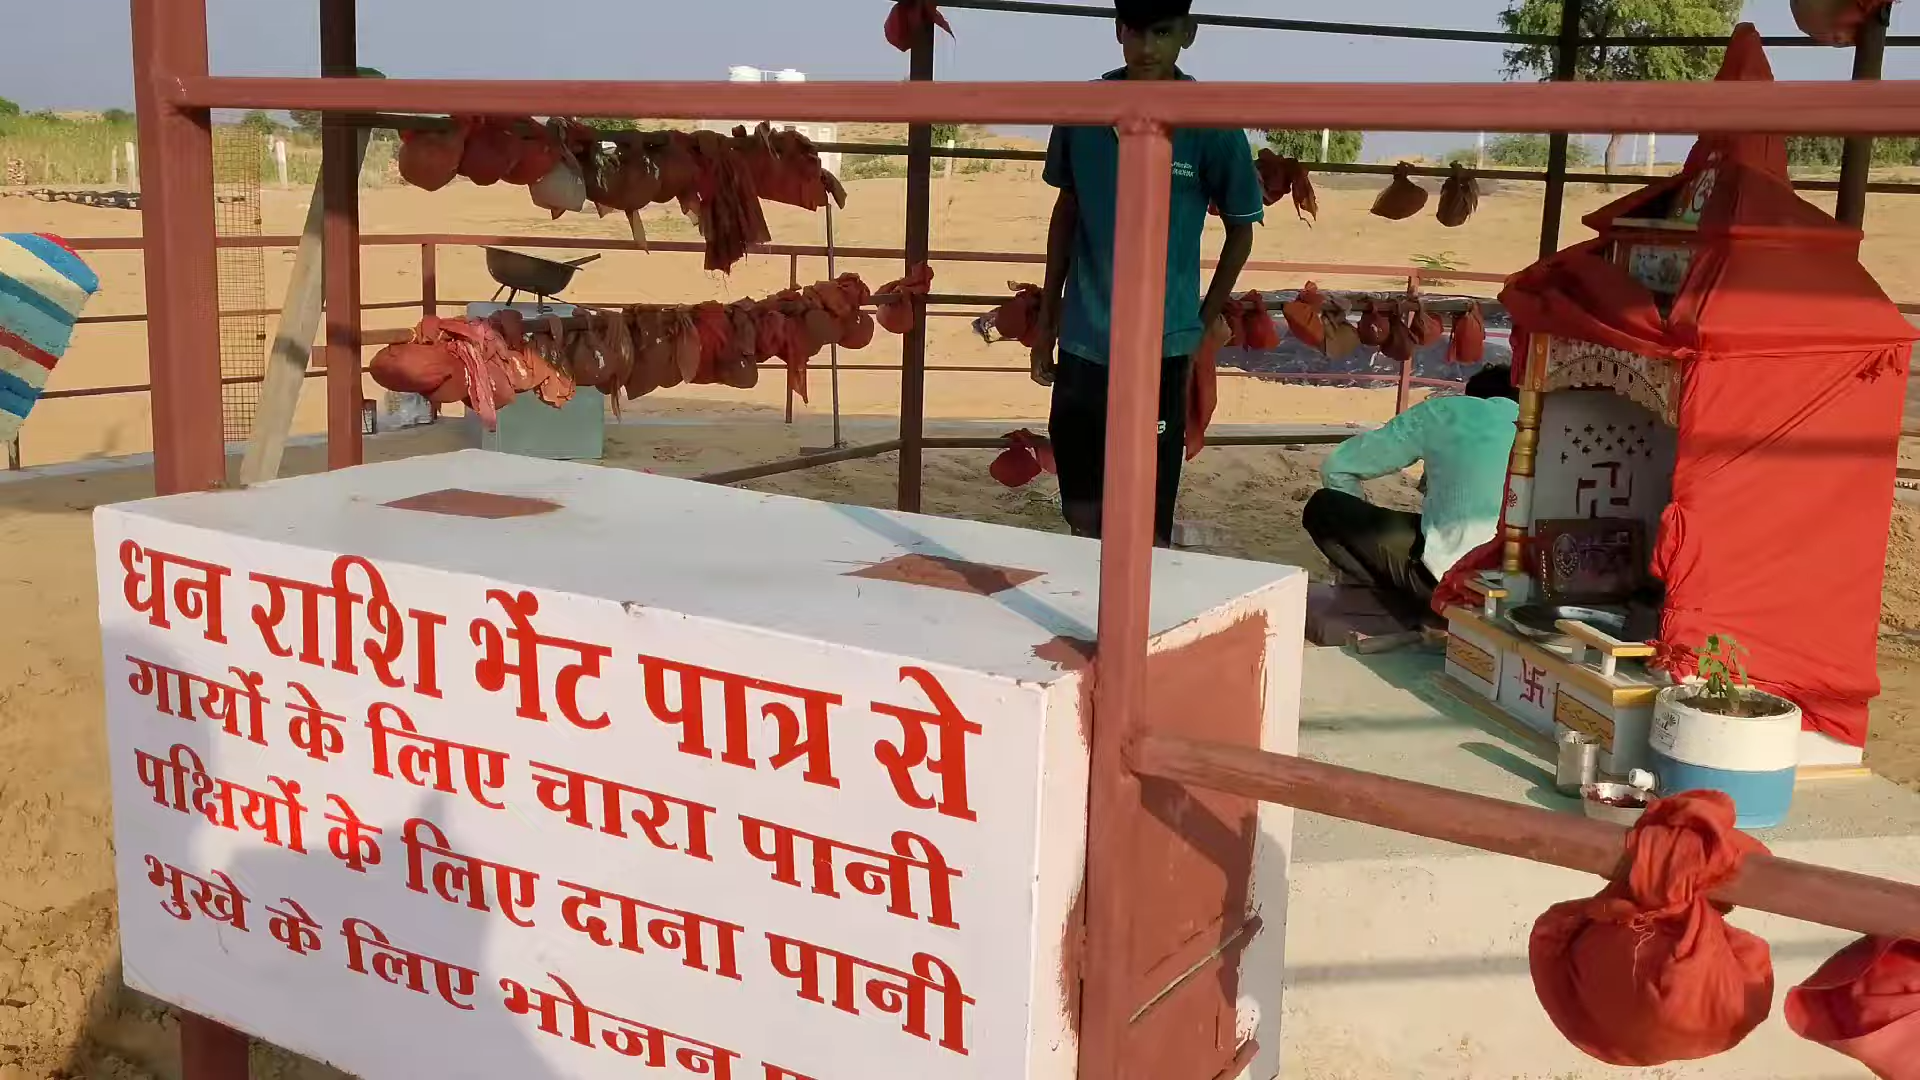 धन राशि भेंट पात्र से
गायों के लिए चारा पानी
पक्षियों के लिए दाना पानी
भुखे के लिए भोजन